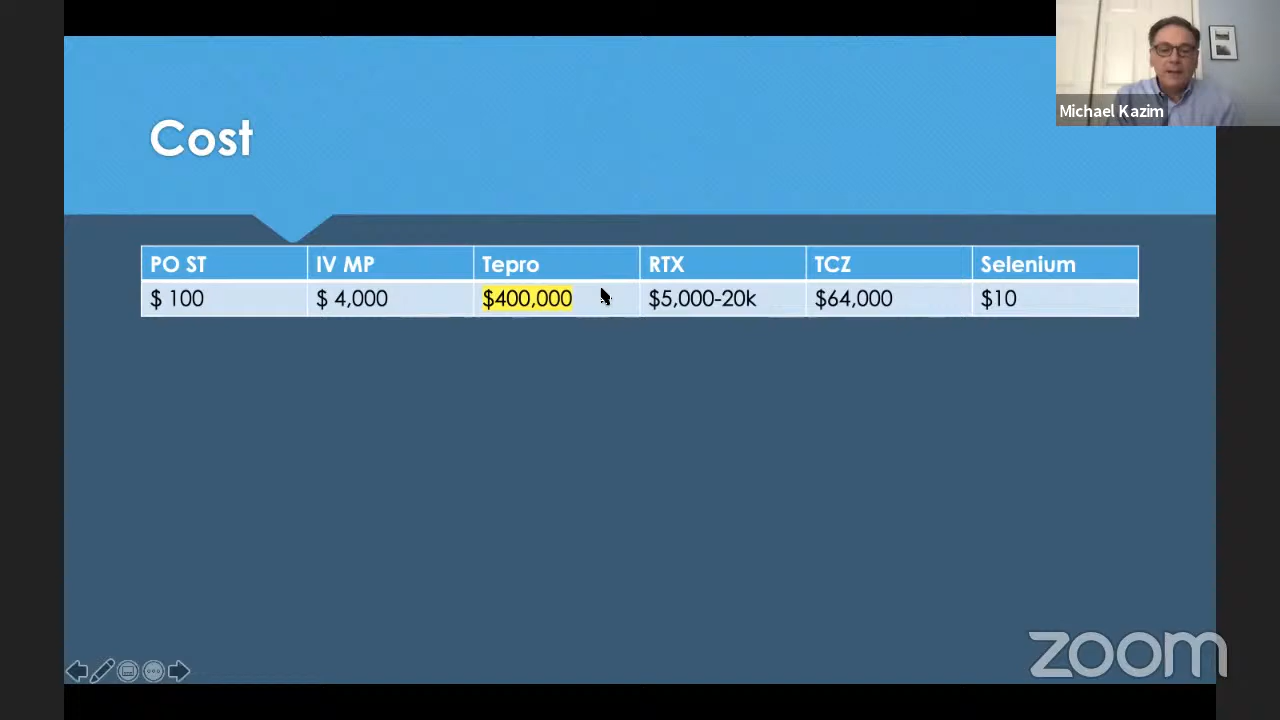 Michael Kazim
Cost
PO ST IV MP Tepro RTX TCZ Selenium
$ 100 $ 4,000 $400,000 $5,000-20k $64,000 $10
zoom